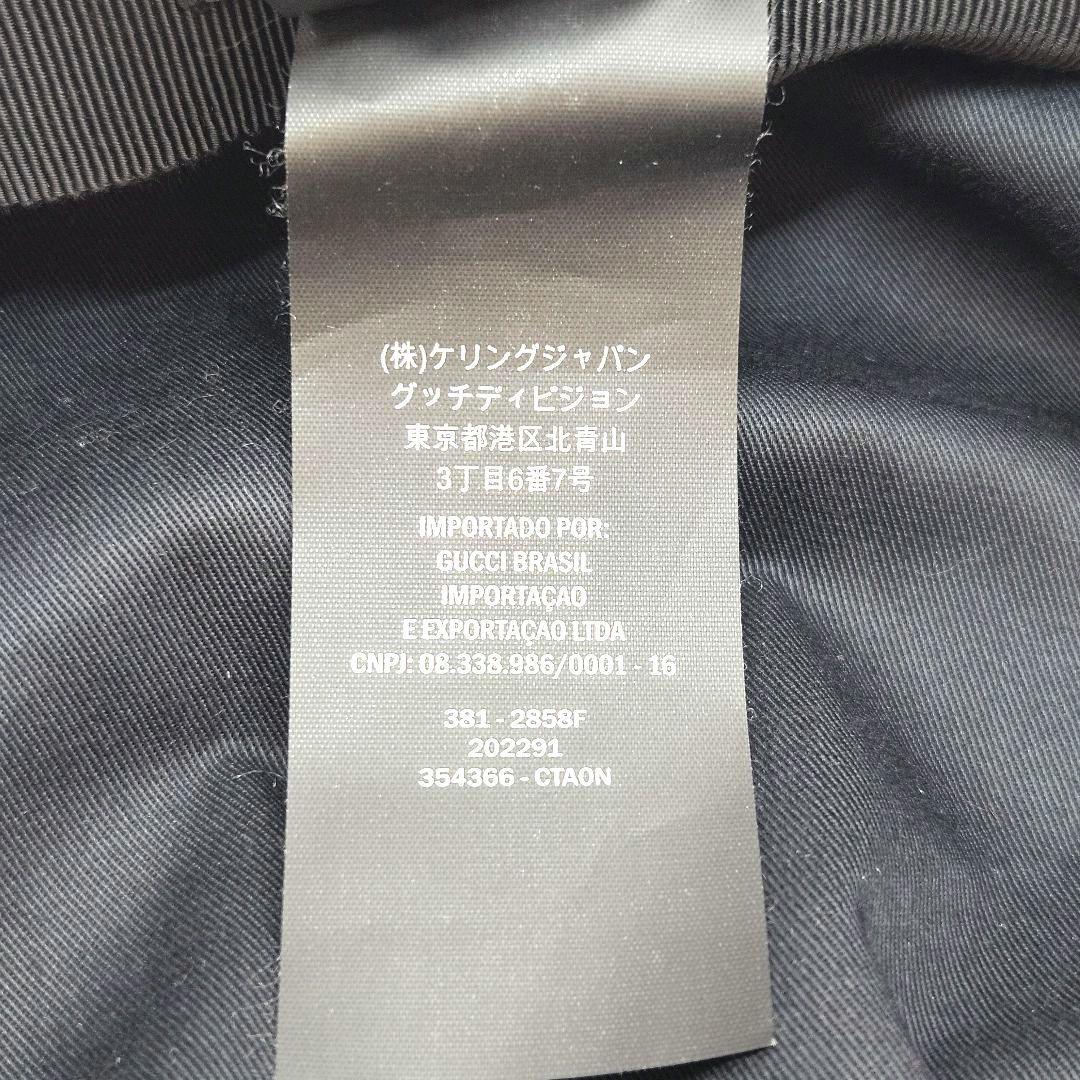 (株)ケリングジャパン
グッチディビジョン
東京都港区北青山
3丁目6番7号
IMPORTADO POR:
GUCCI BRASIL
IMPORTAÇAO
E EXPORTAÇAO LTDA
CNPJ: 08.338.986/0001 - 16
381 - 2858F
202291
354366 - CTAON